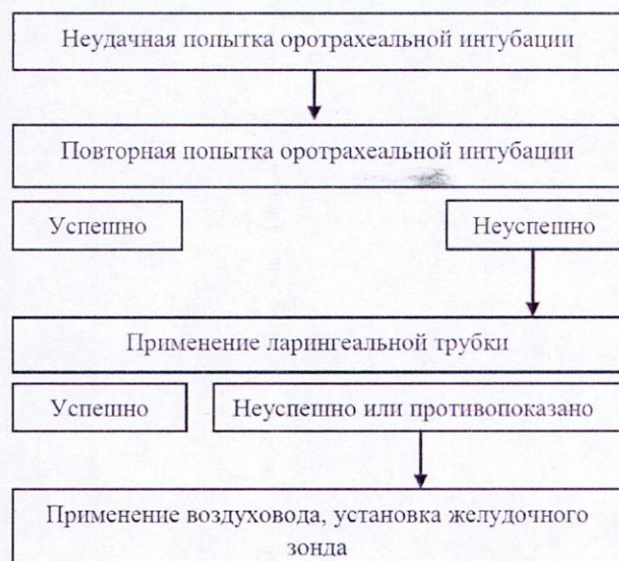 Неудачная попытка оротрахеальной интубации
Повторная попытка оротрахеальной интубации
Успешно
Неуспешно
Применение ларингеальной трубки
Успешно
Неуспешно или противопоказано
Применение воздуховода, установка желудочного
зонда